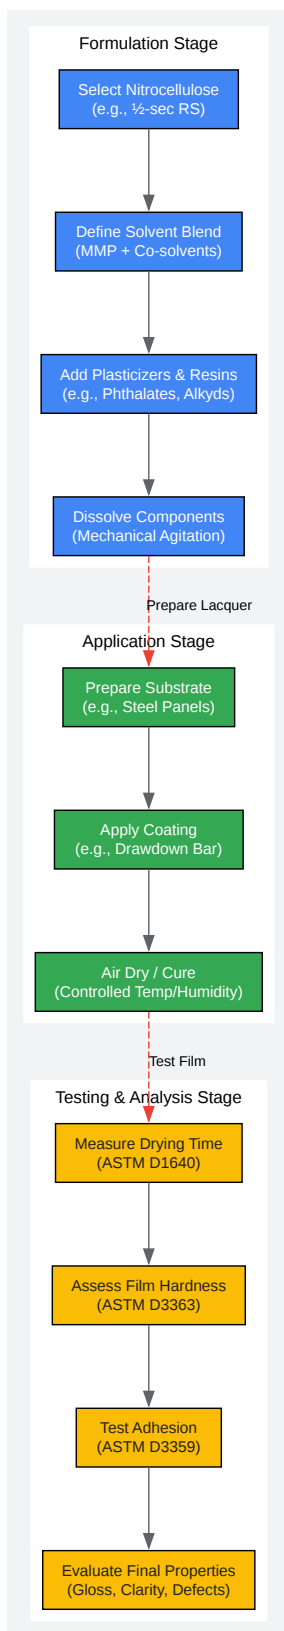 Formulation Stage
Select Nitrocellulose
(e.g., ½-sec RS)
Define Solvent Blend
(MMP + Co-solvents)
Add Plasticizers & Resins
(e.g., Phthalates, Alkyds)
Dissolve Components
(Mechanical Agitation)
Prepare Lacquer
Application Stage
Prepare Substrate
(e.g., Steel Panels)
Apply Coating
(e.g., Drawdown Bar)
Air Dry / Cure
(Controlled Temp/Humidity)
Test Film
Testing & Analysis Stage
Measure Drying Time
(ASTM D1640)
Assess Film Hardness
(ASTM D3363)
Test Adhesion
(ASTM D3359)
Evaluate Final Properties
(Gloss, Clarity, Defects)